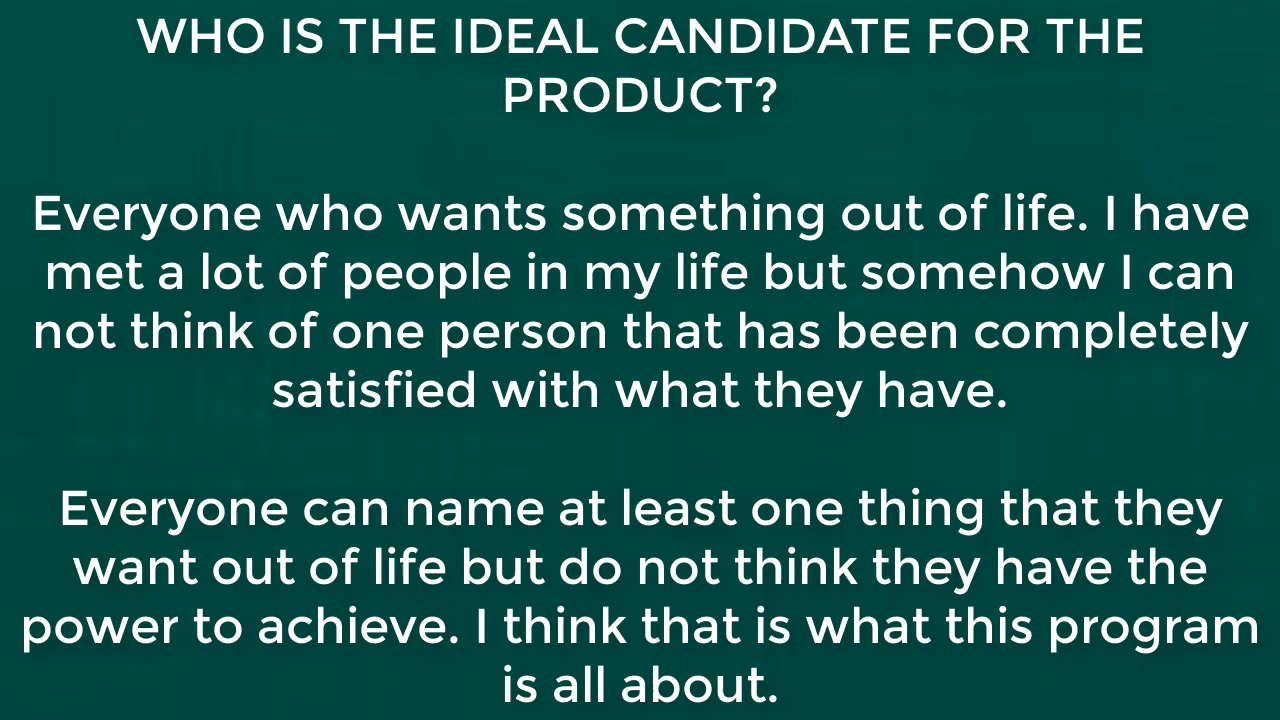 WHO IS THE IDEAL CANDIDATE FOR THE
PRODUCT?
Everyone who wants something out of life. I have
met a lot of people in my life but somehow I can
not think of one person that has been completely
satisfied with what they have.
Everyone can name at least one thing that they
want out of life but do not think they have the
power to achieve. I think that is what this program
is all about.